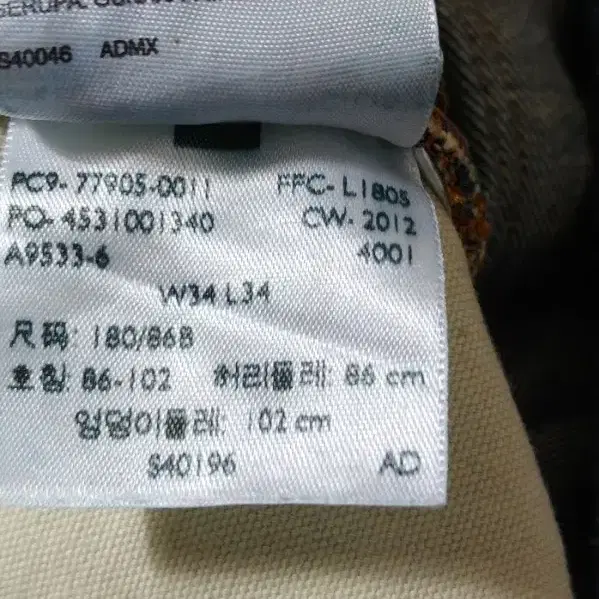 S40046 ADMX
PC9-77905-0011 FFC-L1805
PO-4531001340 CW-2012
A9533-6 4001
W34 L34
尺码: 180/86B
호칭: 86-102 허리둘레: 86 cm
엉덩이둘레: 102 cm
S40196 AD